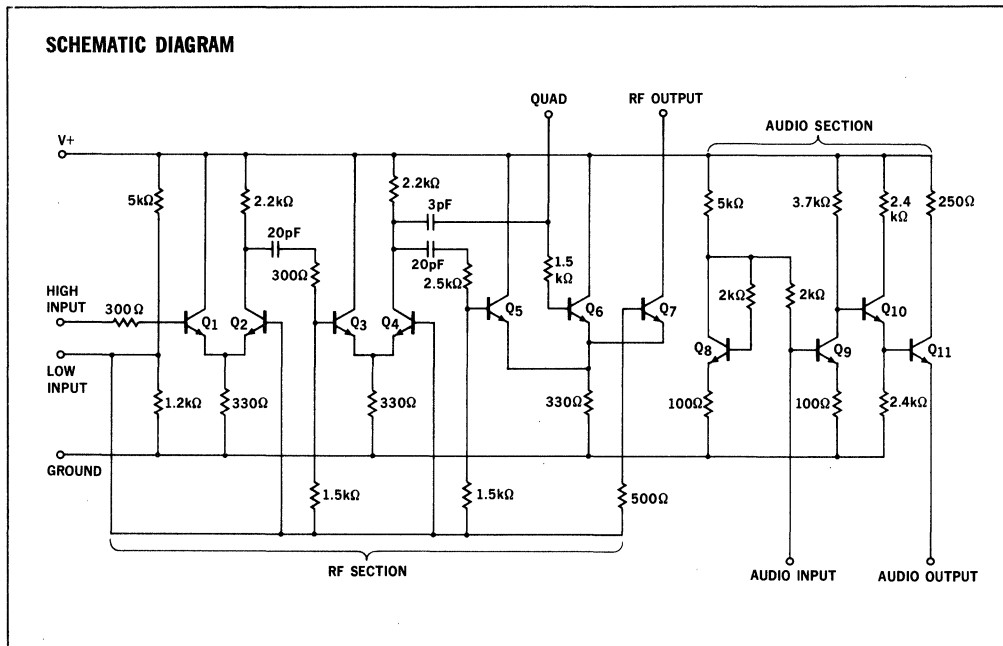 SCHEMATIC DIAGRAM
QUAD
RF OUTPUT
AUDIO SECTION
V+
5kΩ
2.2kΩ
2.2kΩ
3pF
5kΩ
3.7kΩ
2.4
kΩ
250Ω
20pF
300Ω
20pF
2.5kΩ
1.5
kΩ
2kΩ
2kΩ
HIGH
INPUT
300Ω
Q1
Q2
Q3
Q4
Q5
Q6
Q7
Q8
Q9
Q10
Q11
LOW
INPUT
1.2kΩ
330Ω
330Ω
330Ω
100Ω
100Ω
2.4kΩ
GROUND
1.5kΩ
1.5kΩ
500Ω
RF SECTION
AUDIO INPUT
AUDIO OUTPUT